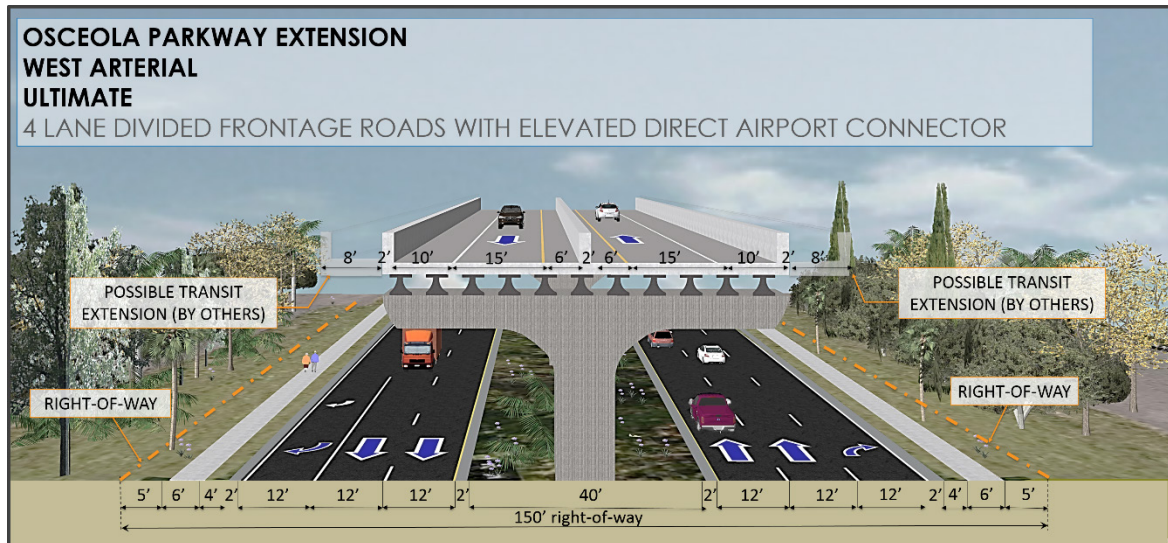 OSCEOLA PARKWAY EXTENSION
WEST ARTERIAL
ULTIMATE
4 LANE DIVIDED FRONTAGE ROADS WITH ELEVATED DIRECT AIRPORT CONNECTOR
8' 2' 10' 15' 6' 2' 6' 15' 10' 2' 8'
POSSIBLE TRANSIT
EXTENSION (BY OTHERS)
POSSIBLE TRANSIT
EXTENSION (BY OTHERS)
RIGHT-OF-WAY
RIGHT-OF-WAY
5' 6' 4' 2' 12' 12' 12' 2' 40' 2' 12' 12' 12' 2' 4' 6' 5'
150' right-of-way